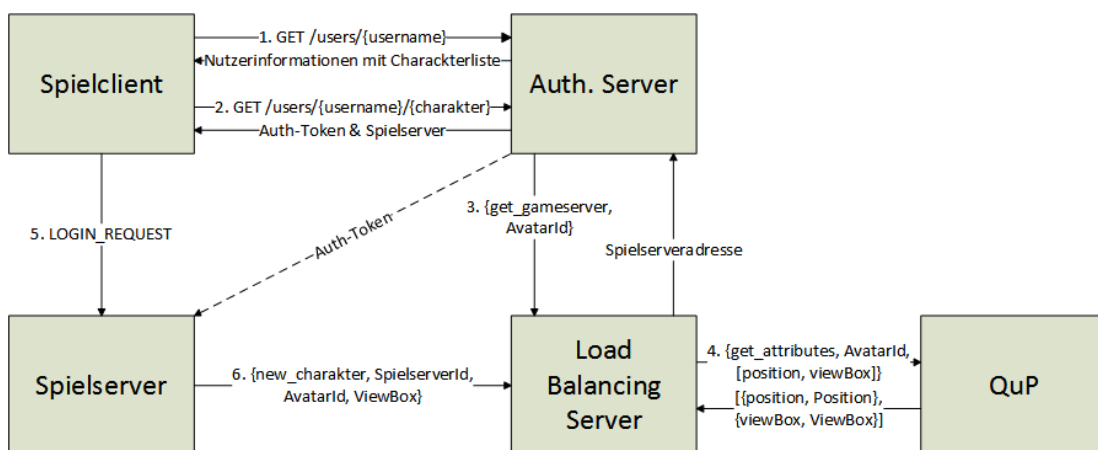 Spielclient
1. GET /users/{username}
Nutzerinformationen mit Charackterliste
2. GET /users/{username}/{charakter}
Auth-Token & Spielserver
Auth. Server
5. LOGIN_REQUEST
Auth-Token
3. {get_gameserver,
AvatarId}
Spielserveradresse
Spielserver
6. {new_charakter, SpielserverId,
AvatarId, ViewBox}
Load
Balancing
Server
4. {get_attributes, AvatarId,
[position, viewBox]}
[{position, Position},
{viewBox, ViewBox}]
QuP